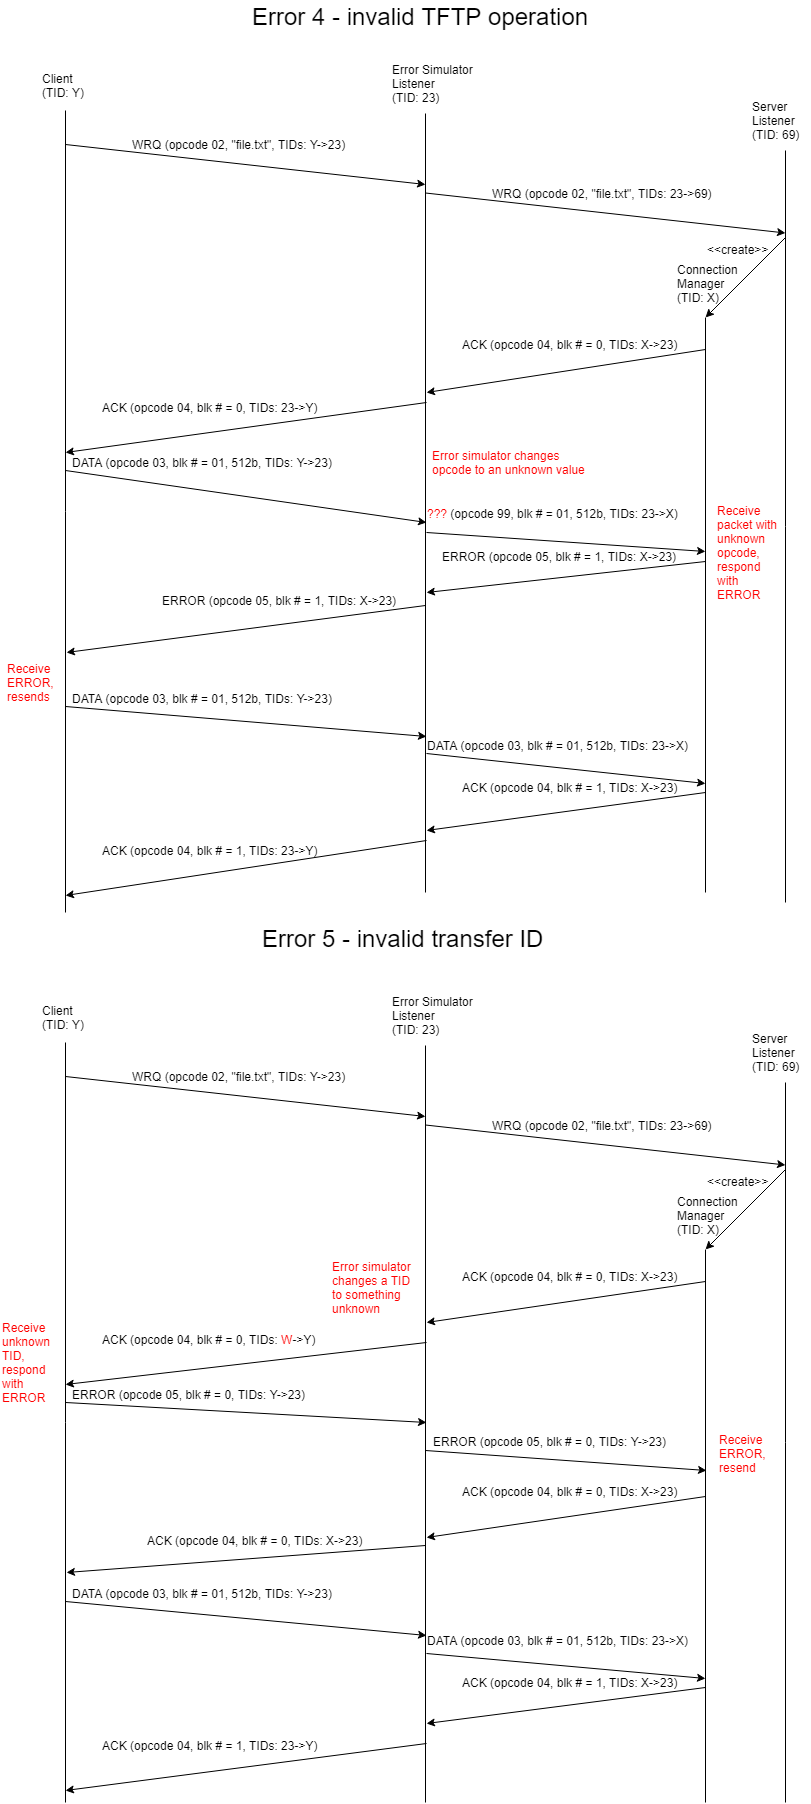 Error 4 - invalid TFTP operation
Client
(TID: Y)
Error Simulator
Listener
(TID: 23)
Server
Listener
(TID: 69)
WRQ (opcode 02, "file.txt", TIDs: Y->23)
WRQ (opcode 02, "file.txt", TIDs: 23->69)
<<create>>
Connection
Manager
(TID: X)
ACK (opcode 04, blk # = 0, TIDs: X->23)
ACK (opcode 04, blk # = 0, TIDs: 23->Y)
Error simulator changes
opcode to an unknown value
DATA (opcode 03, blk # = 01, 512b, TIDs: Y->23)
??? (opcode 99, blk # = 01, 512b, TIDs: 23->X)
Receive
packet with
unknown
opcode,
respond
with
ERROR
ERROR (opcode 05, blk # = 1, TIDs: X->23)
ERROR (opcode 05, blk # = 1, TIDs: X->23)
Receive
ERROR,
resends
DATA (opcode 03, blk # = 01, 512b, TIDs: Y->23)
DATA (opcode 03, blk # = 01, 512b, TIDs: 23->X)
ACK (opcode 04, blk # = 1, TIDs: X->23)
ACK (opcode 04, blk # = 1, TIDs: 23->Y)
Error 5 - invalid transfer ID
Client
(TID: Y)
Error Simulator
Listener
(TID: 23)
Server
Listener
(TID: 69)
WRQ (opcode 02, "file.txt", TIDs: Y->23)
WRQ (opcode 02, "file.txt", TIDs: 23->69)
<<create>>
Connection
Manager
(TID: X)
Error simulator
changes a TID
to something
unknown
ACK (opcode 04, blk # = 0, TIDs: X->23)
Receive
unknown
TID,
respond
with
ERROR
ACK (opcode 04, blk # = 0, TIDs: W->Y)
ERROR (opcode 05, blk # = 0, TIDs: Y->23)
ERROR (opcode 05, blk # = 0, TIDs: Y->23)
Receive
ERROR,
resend
ACK (opcode 04, blk # = 0, TIDs: X->23)
ACK (opcode 04, blk # = 0, TIDs: X->23)
DATA (opcode 03, blk # = 01, 512b, TIDs: Y->23)
DATA (opcode 03, blk # = 01, 512b, TIDs: 23->X)
ACK (opcode 04, blk # = 1, TIDs: X->23)
ACK (opcode 04, blk # = 1, TIDs: 23->Y)